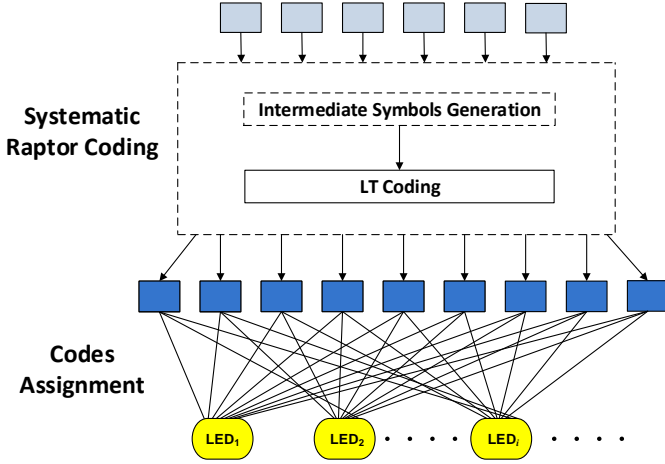 Systematic
Raptor Coding
Intermediate Symbols Generation
LT Coding
Codes
Assignment
LED1 LED2 . . . . LEDi . . . .